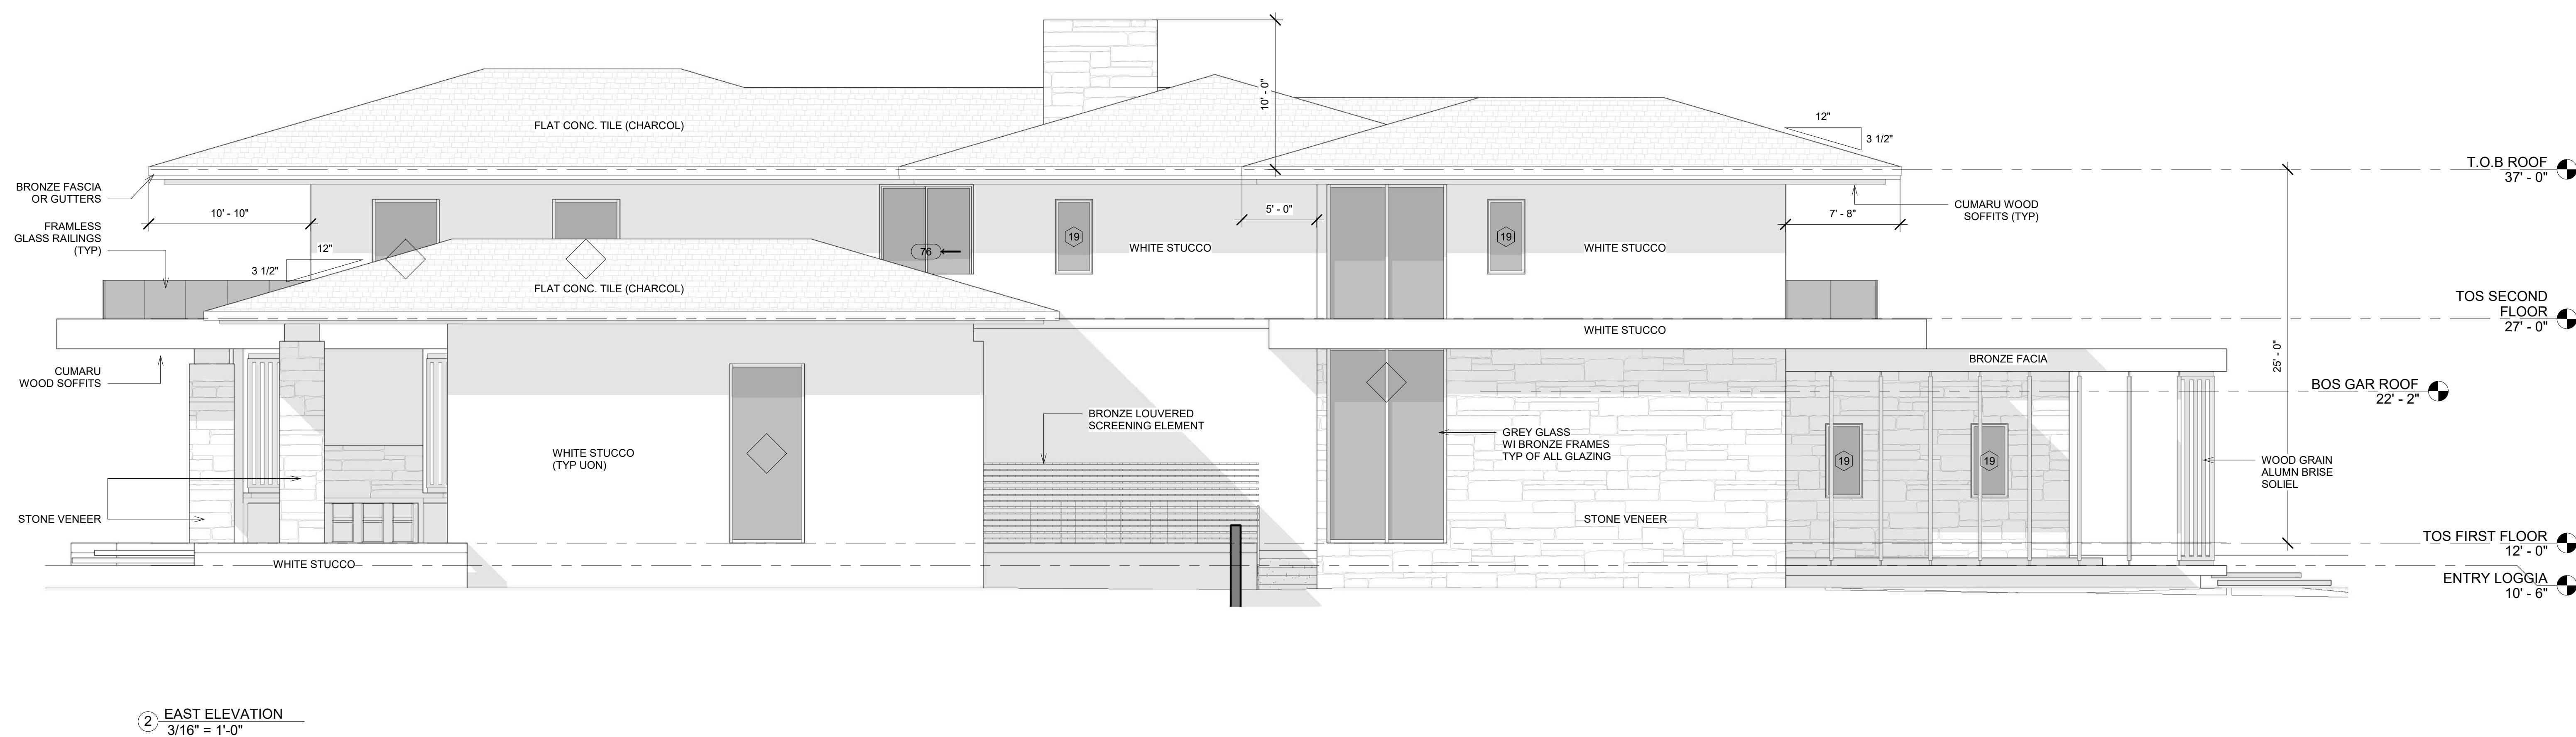 10' - 0"
FLAT CONC. TILE (CHARCOL)
12"
3 1/2"
T.O.B ROOF
37' - 0"
BRONZE FASCIA
OR GUTTERS
10' - 10"
5' - 0"
7' - 8"
CUMARU WOOD
SOFFITS (TYP)
FRAMLESS
GLASS RAILINGS
(TYP)
12"
3 1/2"
76
19
WHITE STUCCO
19
WHITE STUCCO
FLAT CONC. TILE (CHARCOL)
TOS SECOND
FLOOR
27' - 0"
WHITE STUCCO
25' - 0"
CUMARU
WOOD SOFFITS
BRONZE FACIA
BOS GAR ROOF
22' - 2"
BRONZE LOUVERED
SCREENING ELEMENT
WHITE STUCCO
(TYP UON)
GREY GLASS
WI BRONZE FRAMES
TYP OF ALL GLAZING
19
19
WOOD GRAIN
ALUMN BRISE
SOLIEL
STONE VENEER
STONE VENEER
TOS FIRST FLOOR
12' - 0"
WHITE STUCCO
ENTRY LOGGIA
10' - 6"
2
EAST ELEVATION
3/16" = 1'-0"